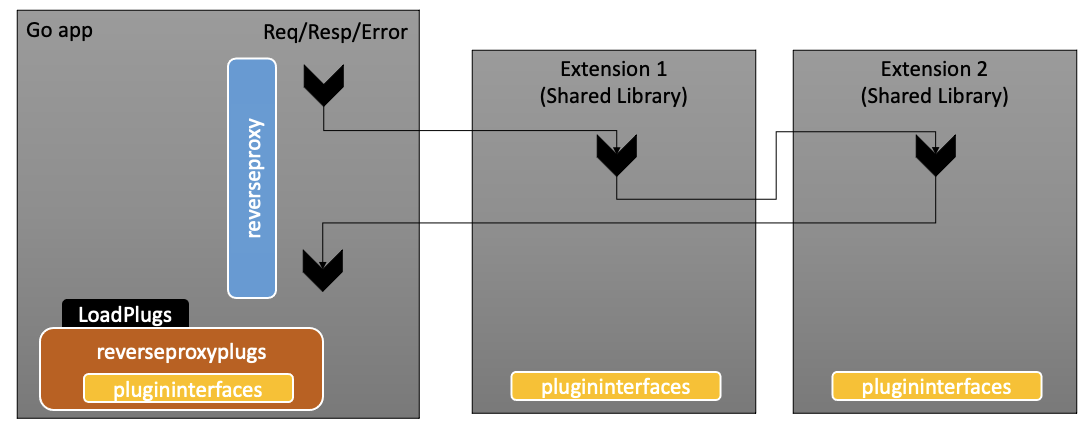 Go app
Req/Resp/Error
reverseproxy
LoadPlugs
reverseproxyplugs
plugininterfaces
Extension 1
(Shared Library)
plugininterfaces
Extension 2
(Shared Library)
plugininterfaces